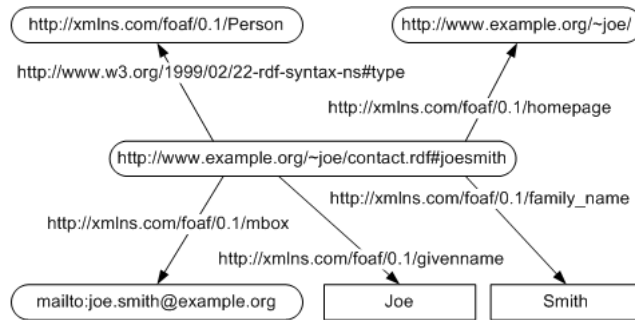 http://xmlns.com/foaf/0.1/Person
http://www.example.org/~joe/
http://www.w3.org/1999/02/22-rdf-syntax-ns#type
http://xmlns.com/foaf/0.1/homepage
http://www.example.org/~joe/contact.rdf#joesmith
http://xmlns.com/foaf/0.1/family_name
http://xmlns.com/foaf/0.1/mbox
http://xmlns.com/foaf/0.1/givenname
mailto:joe.smith@example.org
Joe
Smith